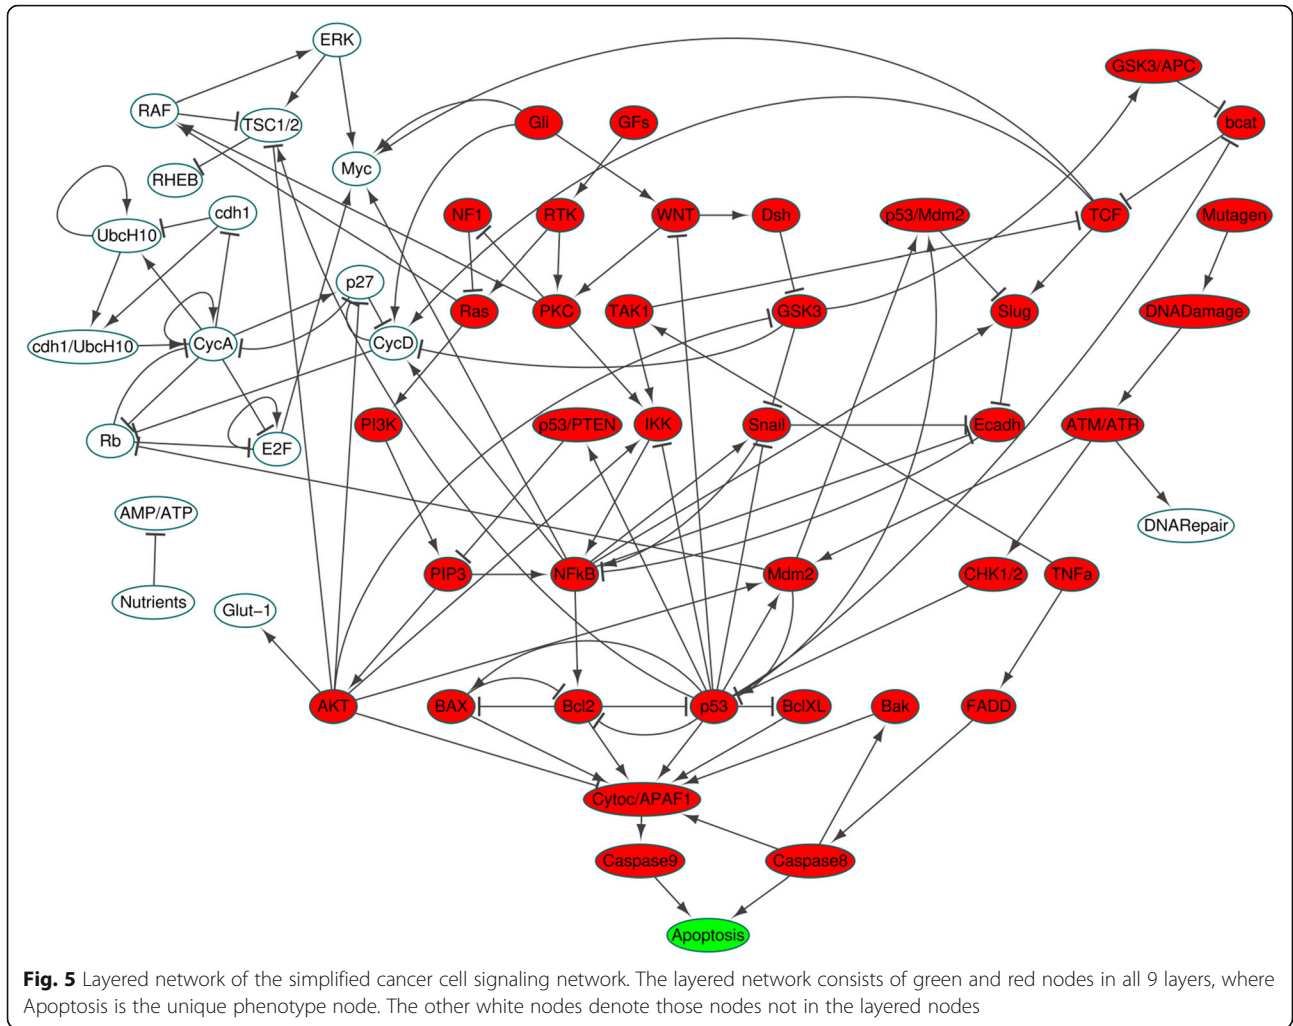 ERK
GSK3/APC
RAF
TSC1/2
Gli
GFs
bcat
Myc
RHEB
cdh1
NF1
RTK
WNT
Dsh
p53/Mdm2
TCF
Mutagen
UbcH10
p27
Ras
PKC
TAK1
GSK3
Slug
DNADamage
cdh1/UbcH10
CycA
CycD
PI3K
p53/PTEN
IKK
Snail
Ecadh
ATM/ATR
Rb
E2F
AMP/ATP
DNARepair
PIP3
NFkB
Mdm2
CHK1/2
TNFa
Nutrients
Glut-1
AKT
BAX
Bcl2
p53
BclXL
Bak
FADD
Cytoc/APAF1
Caspase9
Caspase8
Apoptosis
Fig. 5 Layered network of the simplified cancer cell signaling network. The layered network consists of green and red nodes in all 9 layers, where
Apoptosis is the unique phenotype node. The other white nodes denote those nodes not in the layered nodes